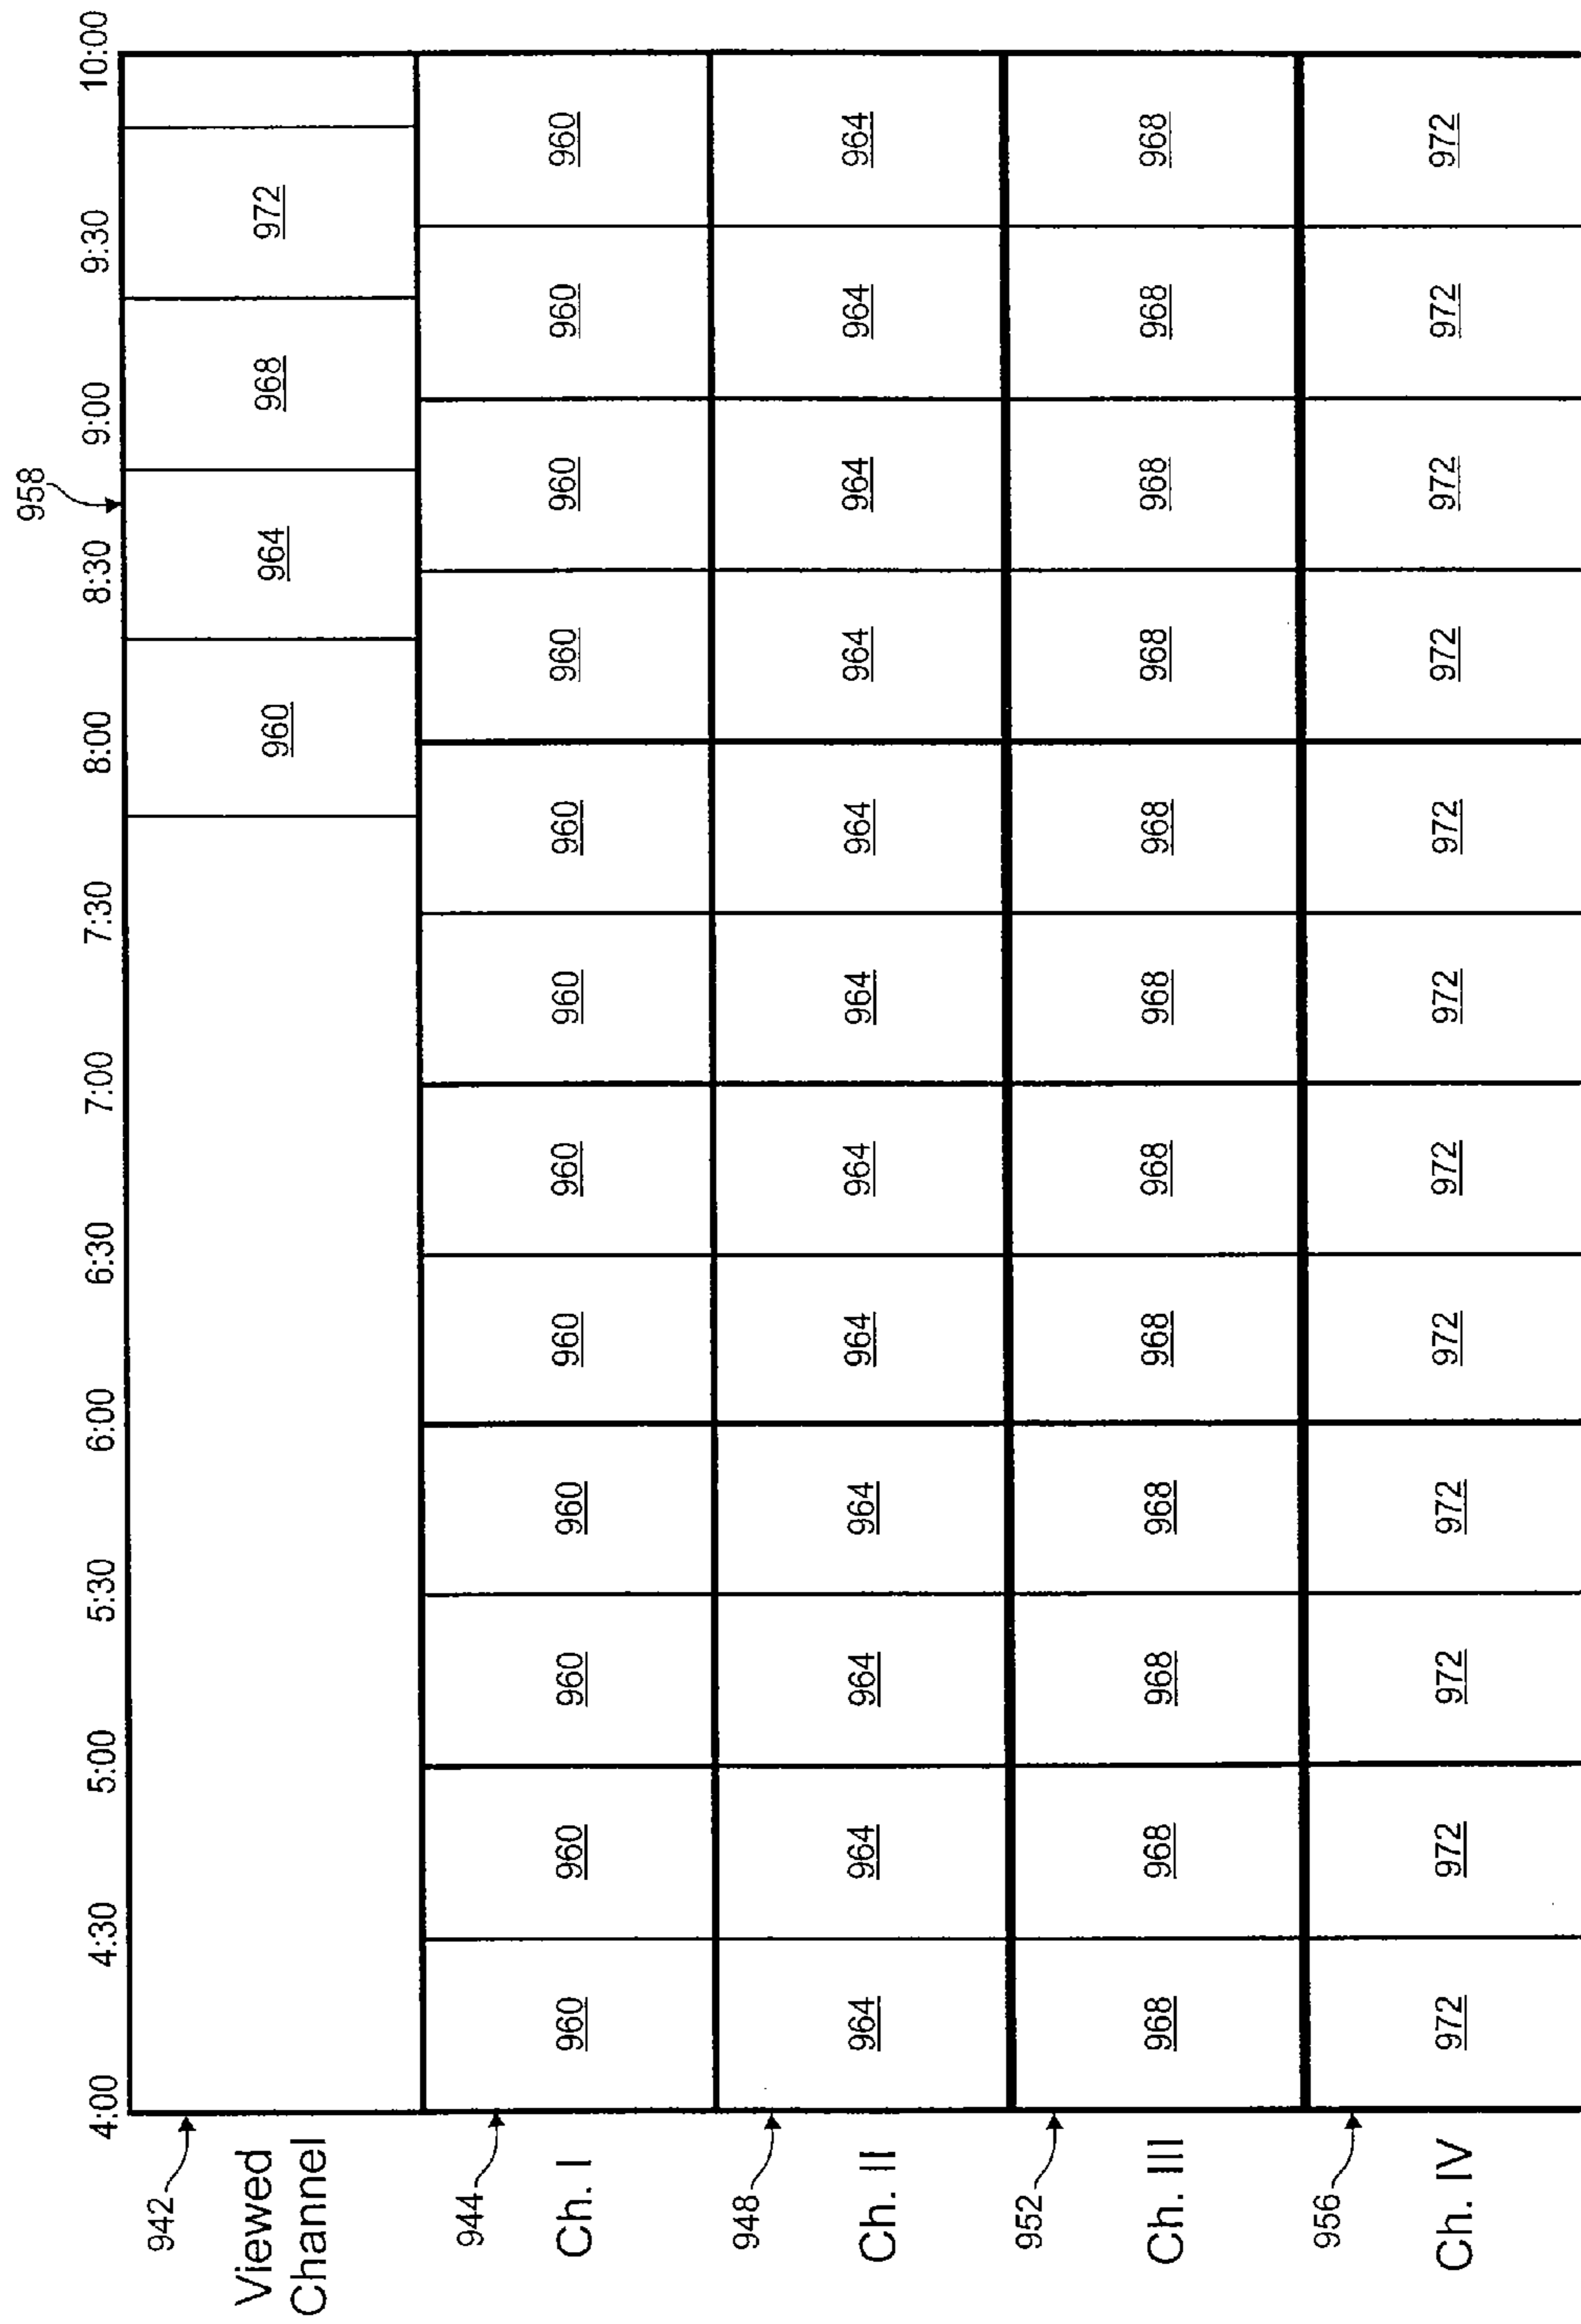 958
4:00 4:30 5:00 5:30 6:00 6:30 7:00 7:30 8:00 8:30 9:00 9:30 10:00
942
Viewed
Channel
960 964 968 972
944
Ch. I
960 960 960 960 960 960 960 960 960 960 960 960
948
Ch. II
964 964 964 964 964 964 964 964 964 964 964 964
952
Ch. III
968 968 968 968 968 968 968 968 968 968 968 968
956
Ch. IV
972 972 972 972 972 972 972 972 972 972 972 972